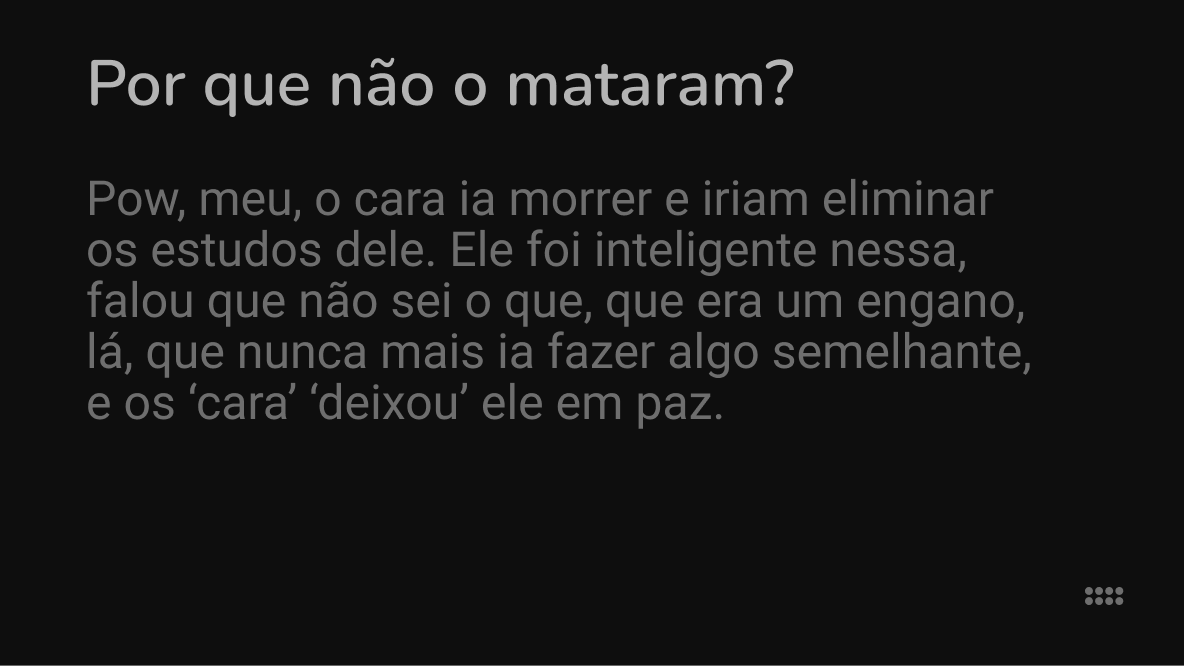 Por que não o mataram?
Pow, meu, o cara ia morrer e iriam eliminar
os estudos dele. Ele foi inteligente nessa,
falou que não sei o que, que era um engano,
lá, que nunca mais ia fazer algo semelhante,
e os ‘cara’ ‘deixou’ ele em paz.